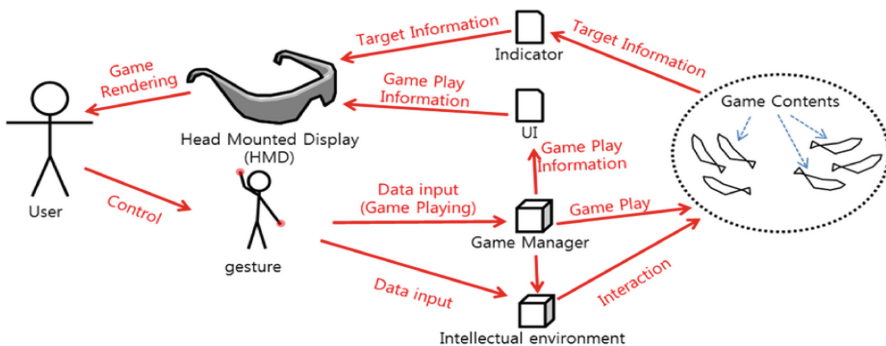 Target Information
Indicator
Target Information
Game
Rendering
Game Play
Information
UI
Game Contents
Head Mounted Display
(HMD)
Game Play
Information
User
Control
Data input
(Game Playing)
Game Play
Game Manager
gesture
Data input
Interaction
Intellectual environment